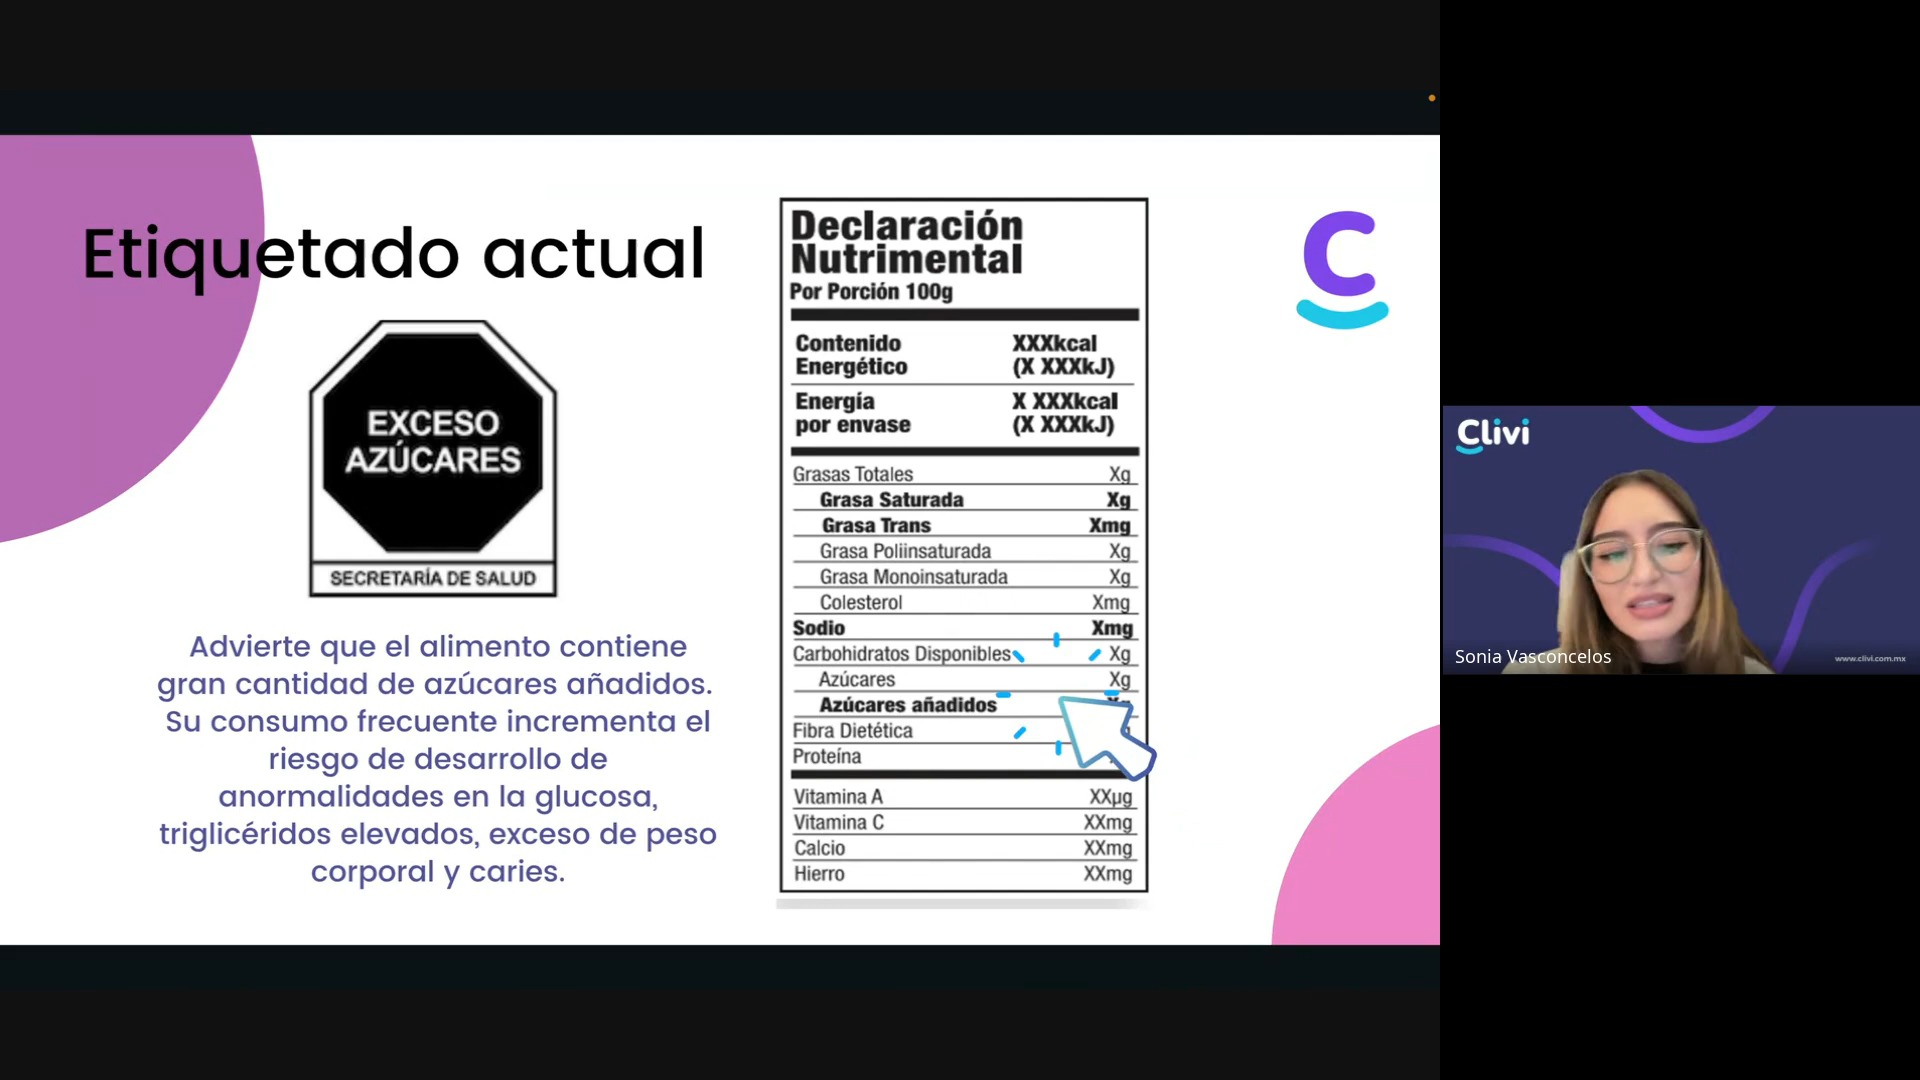 Etiquetado actual
EXCESO
AZÚCARES
SECRETARÍA DE SALUD
Advierte que el alimento contiene
gran cantidad de azúcares añadidos.
Su consumo frecuente incrementa el
riesgo de desarrollo de
anormalidades en la glucosa,
triglicéridos elevados, exceso de peso
corporal y caries.
Declaración
Nutrimental
Por Porción 100g
Contenido XXXkcal
Energético (X XXXkJ)
Energía X XXXkcal
por envase (X XXXkJ)
Grasas Totales Xg
Grasa Saturada Xg
Grasa Trans Xmg
Grasa Poliinsaturada Xg
Grasa Monoinsaturada Xg
Colesterol Xmg
Sodio Xmg
Carbohidratos Disponibles Xg
Azúcares Xg
Azúcares añadidos
Fibra Dietética
Proteína
Vitamina A XXµg
Vitamina C XXmg
Calcio XXmg
Hierro XXmg
C
Clivi
Sonia Vasconcelos
www.clivi.com.mx